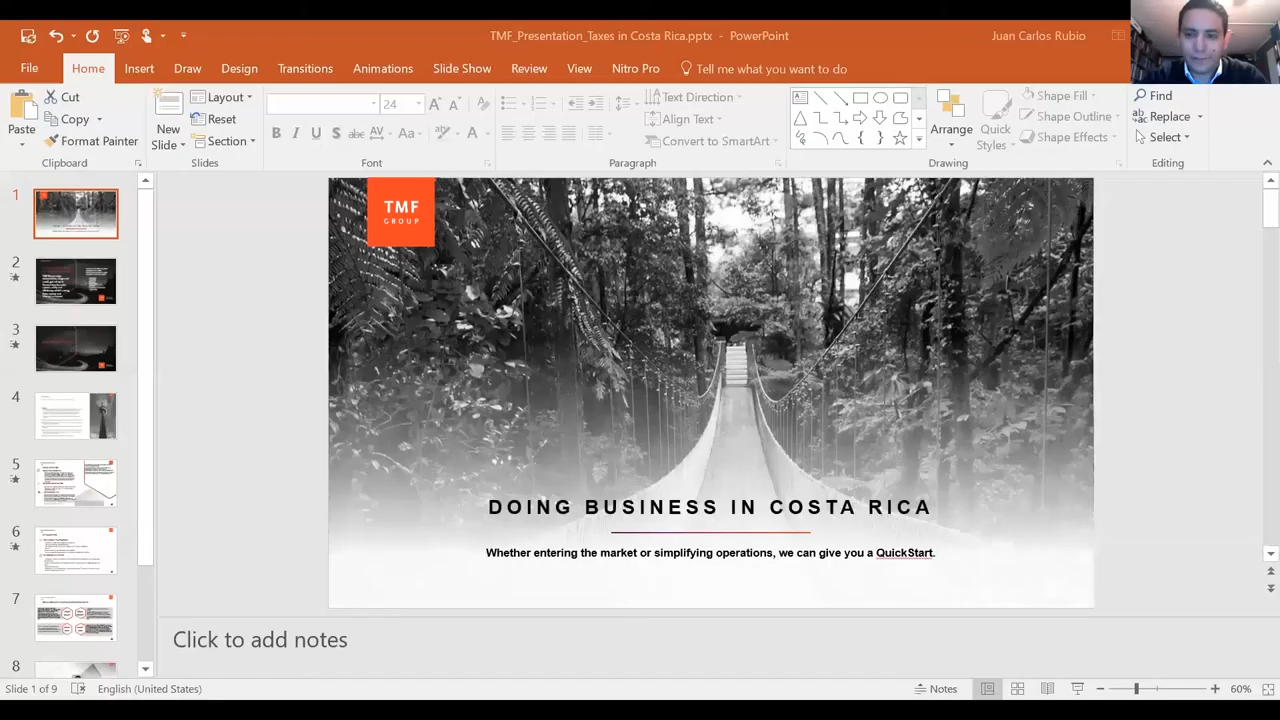 TMF_Presentation_Taxes in Costa Rica.pptx - PowerPoint
Juan Carlos Rubio
File
Home
Insert
Draw
Design
Transitions
Animations
Slide Show
Review
View
Nitro Pro
Tell me what you want to do
Paste
Cut
Copy
Format Painter
Clipboard
New Slide
Layout
Reset
Section
Slides
24
Font
Text Direction
Align Text
Convert to SmartArt
Paragraph
Arrange
Quick Styles
Shape Fill
Shape Outline
Shape Effects
Drawing
Find
Replace
Select
Editing
1
2
3
4
5
6
7
8
TMF
GROUP
DOING BUSINESS IN COSTA RICA
Whether entering the market or simplifying operations, we can give you a QuickStart.
Click to add notes
Slide 1 of 9
English (United States)
Notes
60%